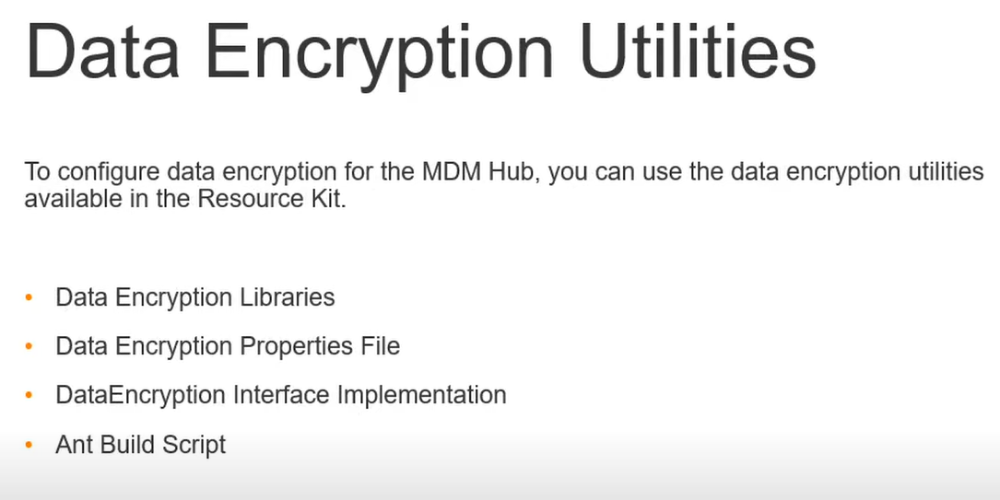 Data Encryption Utilities
To configure data encryption for the MDM Hub, you can use the data encryption utilities
available in the Resource Kit.
• Data Encryption Libraries
• Data Encryption Properties File
• DataEncryption Interface Implementation
• Ant Build Script